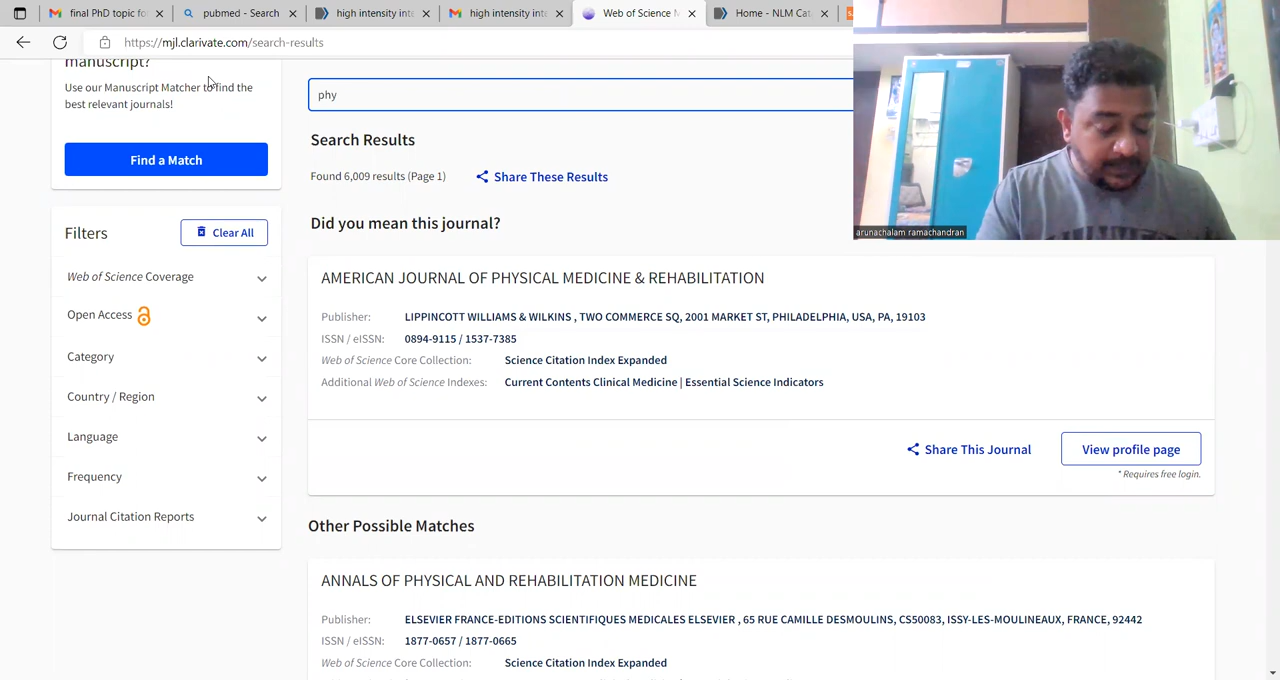 final PhD topic for
pubmed - Search
high intensity inte
high intensity inte
Web of Science M
Home - NLM Cat
https://mjl.clarivate.com/search-results
manuscript?
Use our Manuscript Matcher to find the
best relevant journals!
Find a Match
Filters
Clear All
Web of Science Coverage
Open Access
Category
Country / Region
Language
Frequency
Journal Citation Reports
phy
Search Results
Found 6,009 results (Page 1)
Share These Results
Did you mean this journal?
AMERICAN JOURNAL OF PHYSICAL MEDICINE & REHABILITATION
Publisher: LIPPINCOTT WILLIAMS & WILKINS , TWO COMMERCE SQ, 2001 MARKET ST, PHILADELPHIA, USA, PA, 19103
ISSN / eISSN: 0894-9115 / 1537-7385
Web of Science Core Collection: Science Citation Index Expanded
Additional Web of Science Indexes: Current Contents Clinical Medicine | Essential Science Indicators
Share This Journal
View profile page
* Requires free login.
Other Possible Matches
ANNALS OF PHYSICAL AND REHABILITATION MEDICINE
Publisher: ELSEVIER FRANCE-EDITIONS SCIENTIFIQUES MEDICALES ELSEVIER , 65 RUE CAMILLE DESMOULINS, CS50083, ISSY-LES-MOULINEAUX, FRANCE, 92442
ISSN / eISSN: 1877-0657 / 1877-0665
Web of Science Core Collection: Science Citation Index Expanded
arunachalam ramachandran